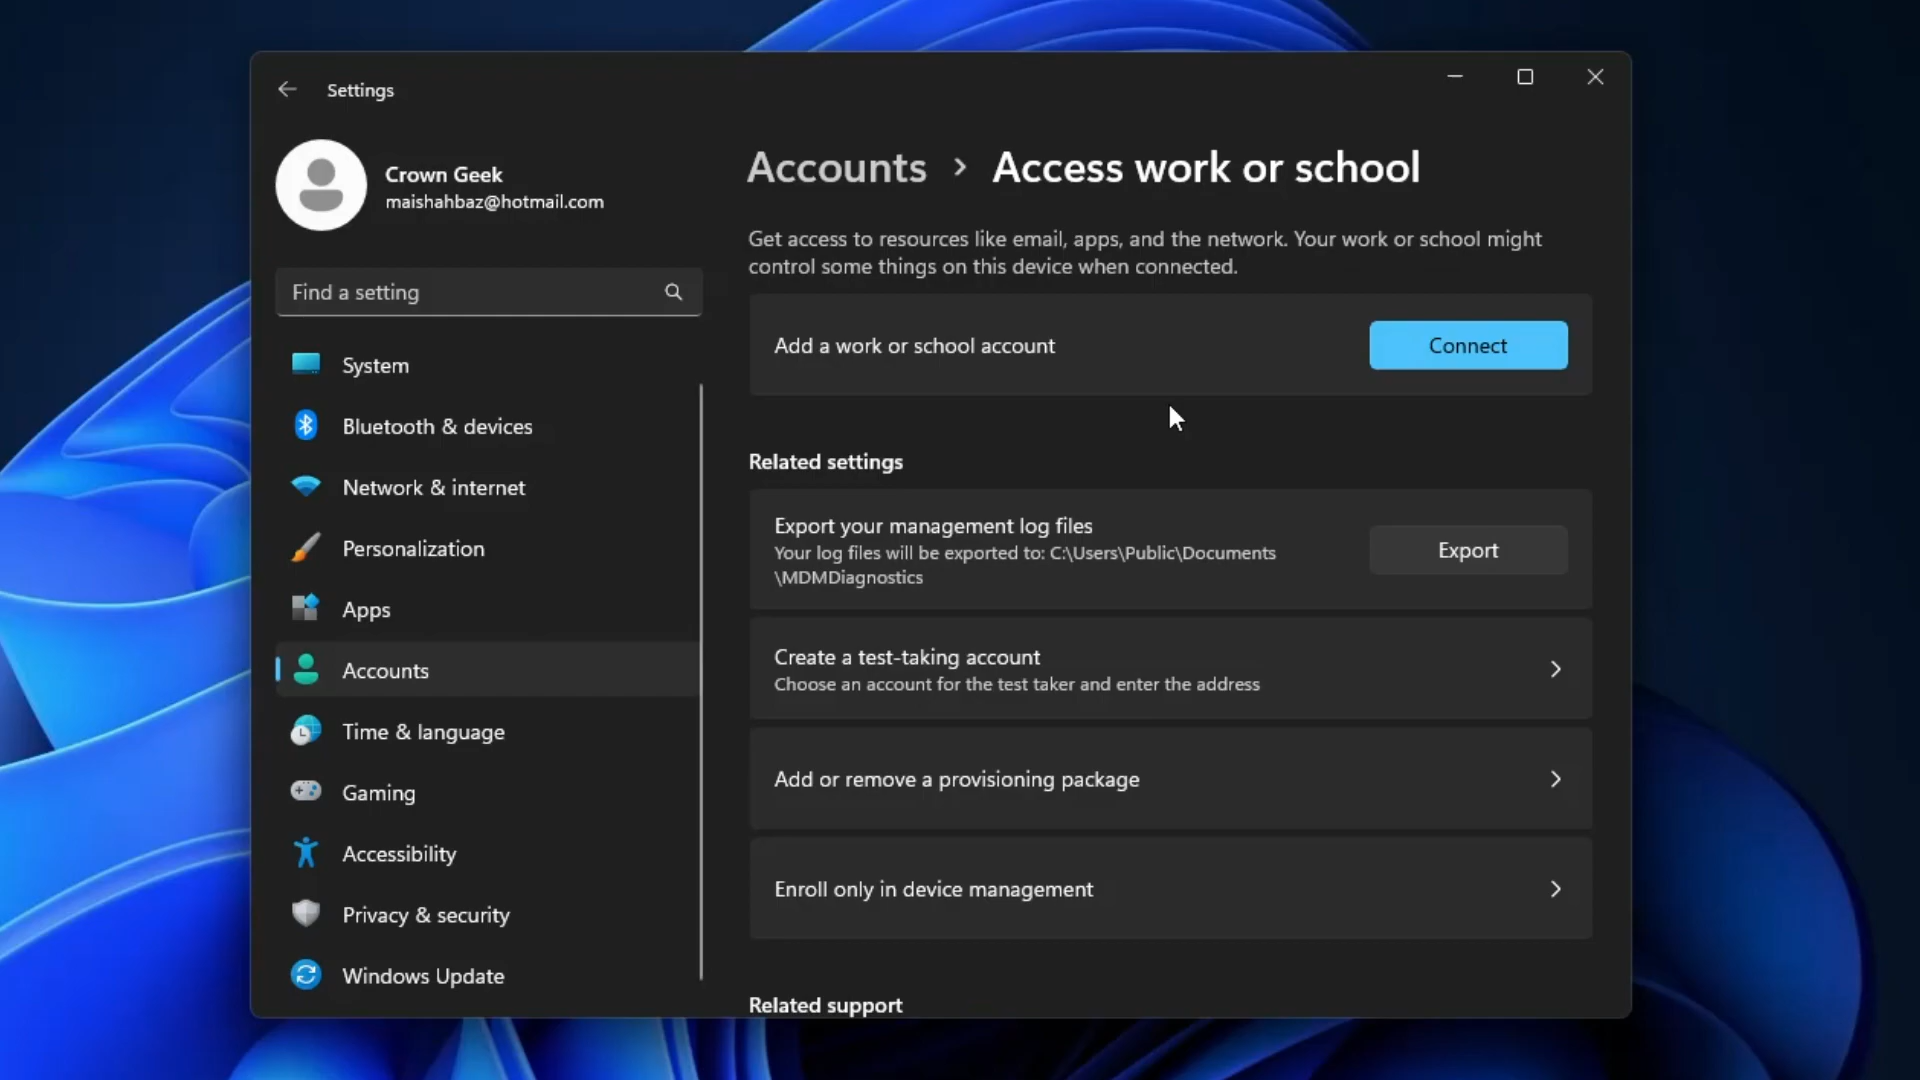 Settings
Crown Geek
maishahbaz@hotmail.com
Find a setting
System
Bluetooth & devices
Network & internet
Personalization
Apps
Accounts
Time & language
Gaming
Accessibility
Privacy & security
Windows Update
Accounts > Access work or school
Get access to resources like email, apps, and the network. Your work or school might
control some things on this device when connected.
Add a work or school account
Connect
Related settings
Export your management log files
Your log files will be exported to: C:\Users\Public\Documents
\MDMDiagnostics
Export
Create a test-taking account
Choose an account for the test taker and enter the address
Add or remove a provisioning package
Enroll only in device management
Related support